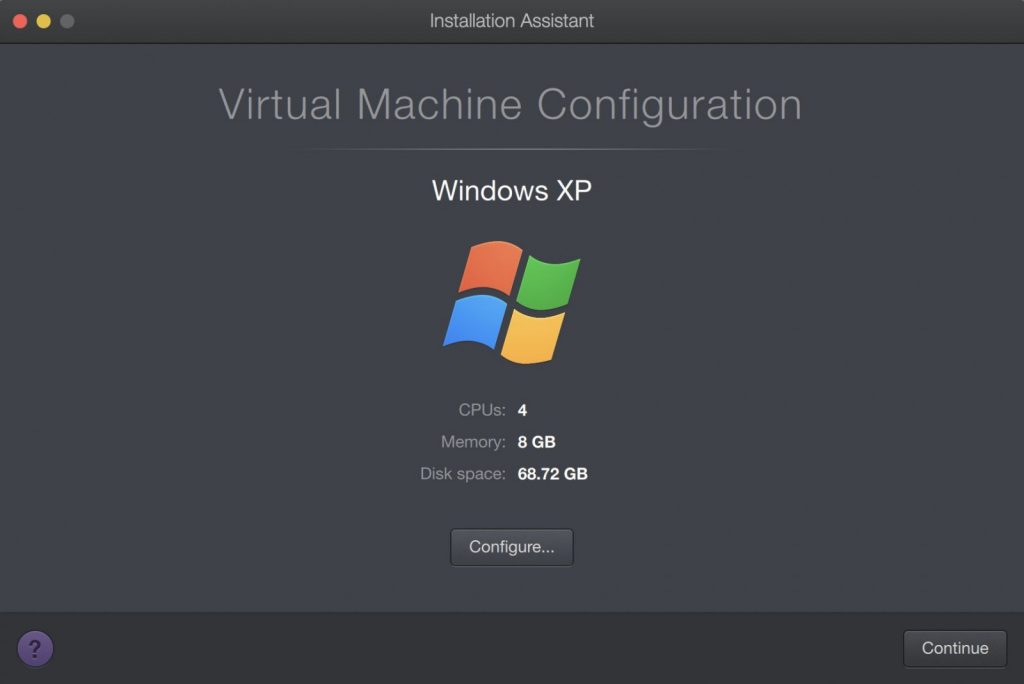 Installation Assistant
Virtual Machine Configuration
Windows XP
CPUs: 4
Memory: 8 GB
Disk space: 68.72 GB
Configure...
?
Continue